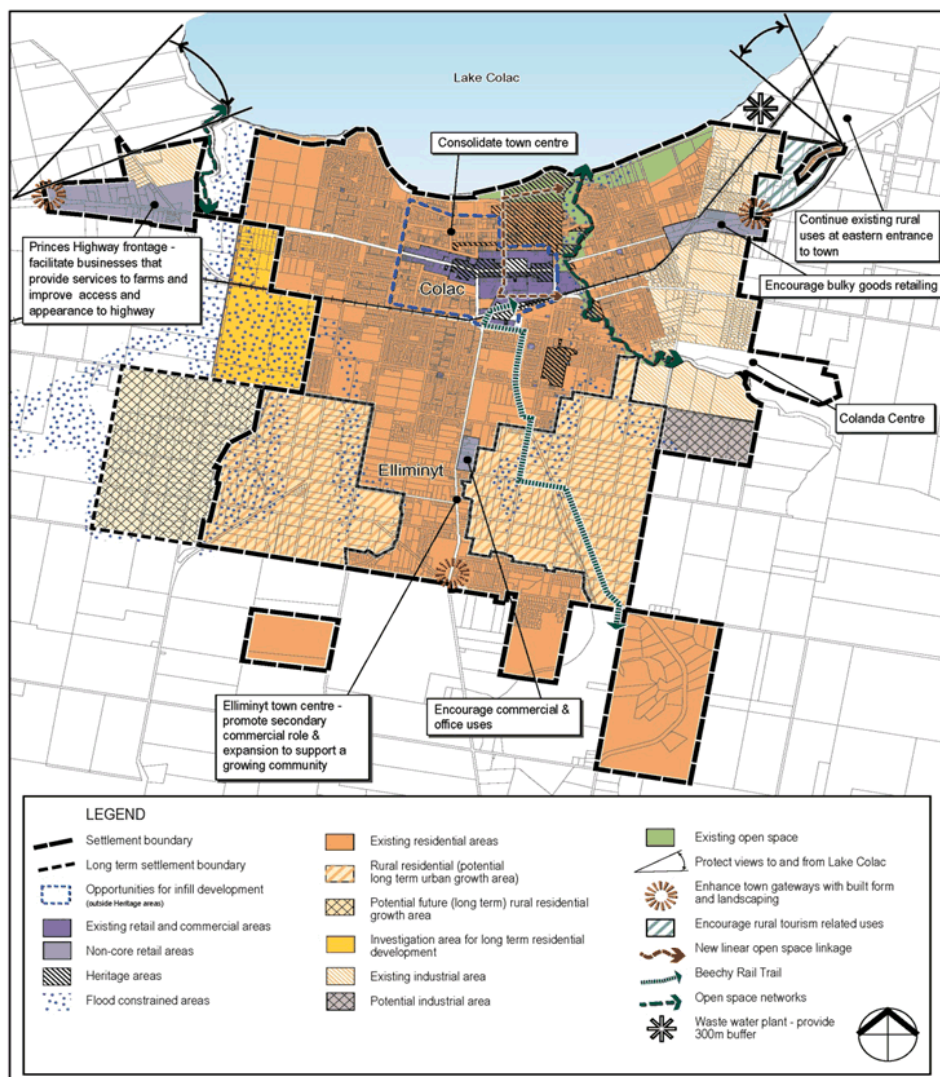 Lake Colac
Consolidate town centre
Continue existing rural
uses at eastern entrance
to town
Princes Highway frontage -
facilitate businesses that
provide services to farms and
improve access and
appearance to highway
Encourage bulky goods retailing
Colac
Colanda Centre
Elliminyt
Elliminyt town centre -
promote secondary
commercial role &
expansion to support a
growing community
Encourage commercial &
office uses
LEGEND
Settlement boundary
Long term settlement boundary
Opportunities for infill development
(outside Heritage areas)
Existing retail and commercial areas
Non-core retail areas
Heritage areas
Flood constrained areas
Existing residential areas
Rural residential (potential
long term urban growth area)
Potential future (long term) rural residential
growth area
Investigation area for long term residential
development
Existing industrial area
Potential industrial area
Existing open space
Protect views to and from Lake Colac
Enhance town gateways with built form
and landscaping
Encourage rural tourism related uses
New linear open space linkage
Beechy Rail Trail
Open space networks
Waste water plant - provide
300m buffer